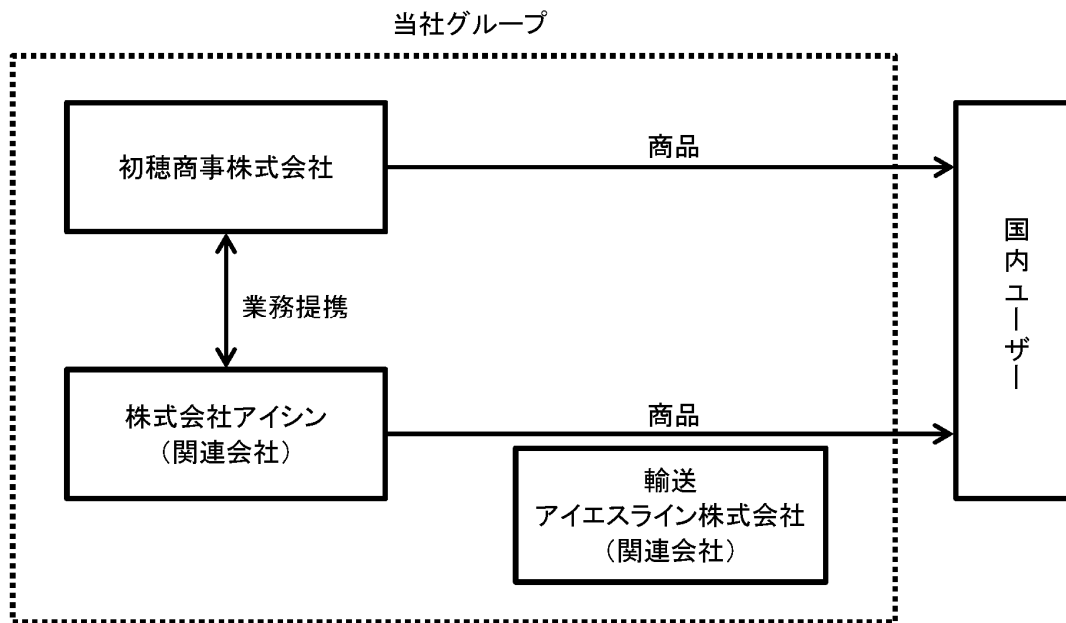 当社グループ
初穂商事株式会社
商品
業務提携
株式会社アイシン
（関連会社）
商品
輸送
アイエスライン株式会社
（関連会社）
国内ユーザー